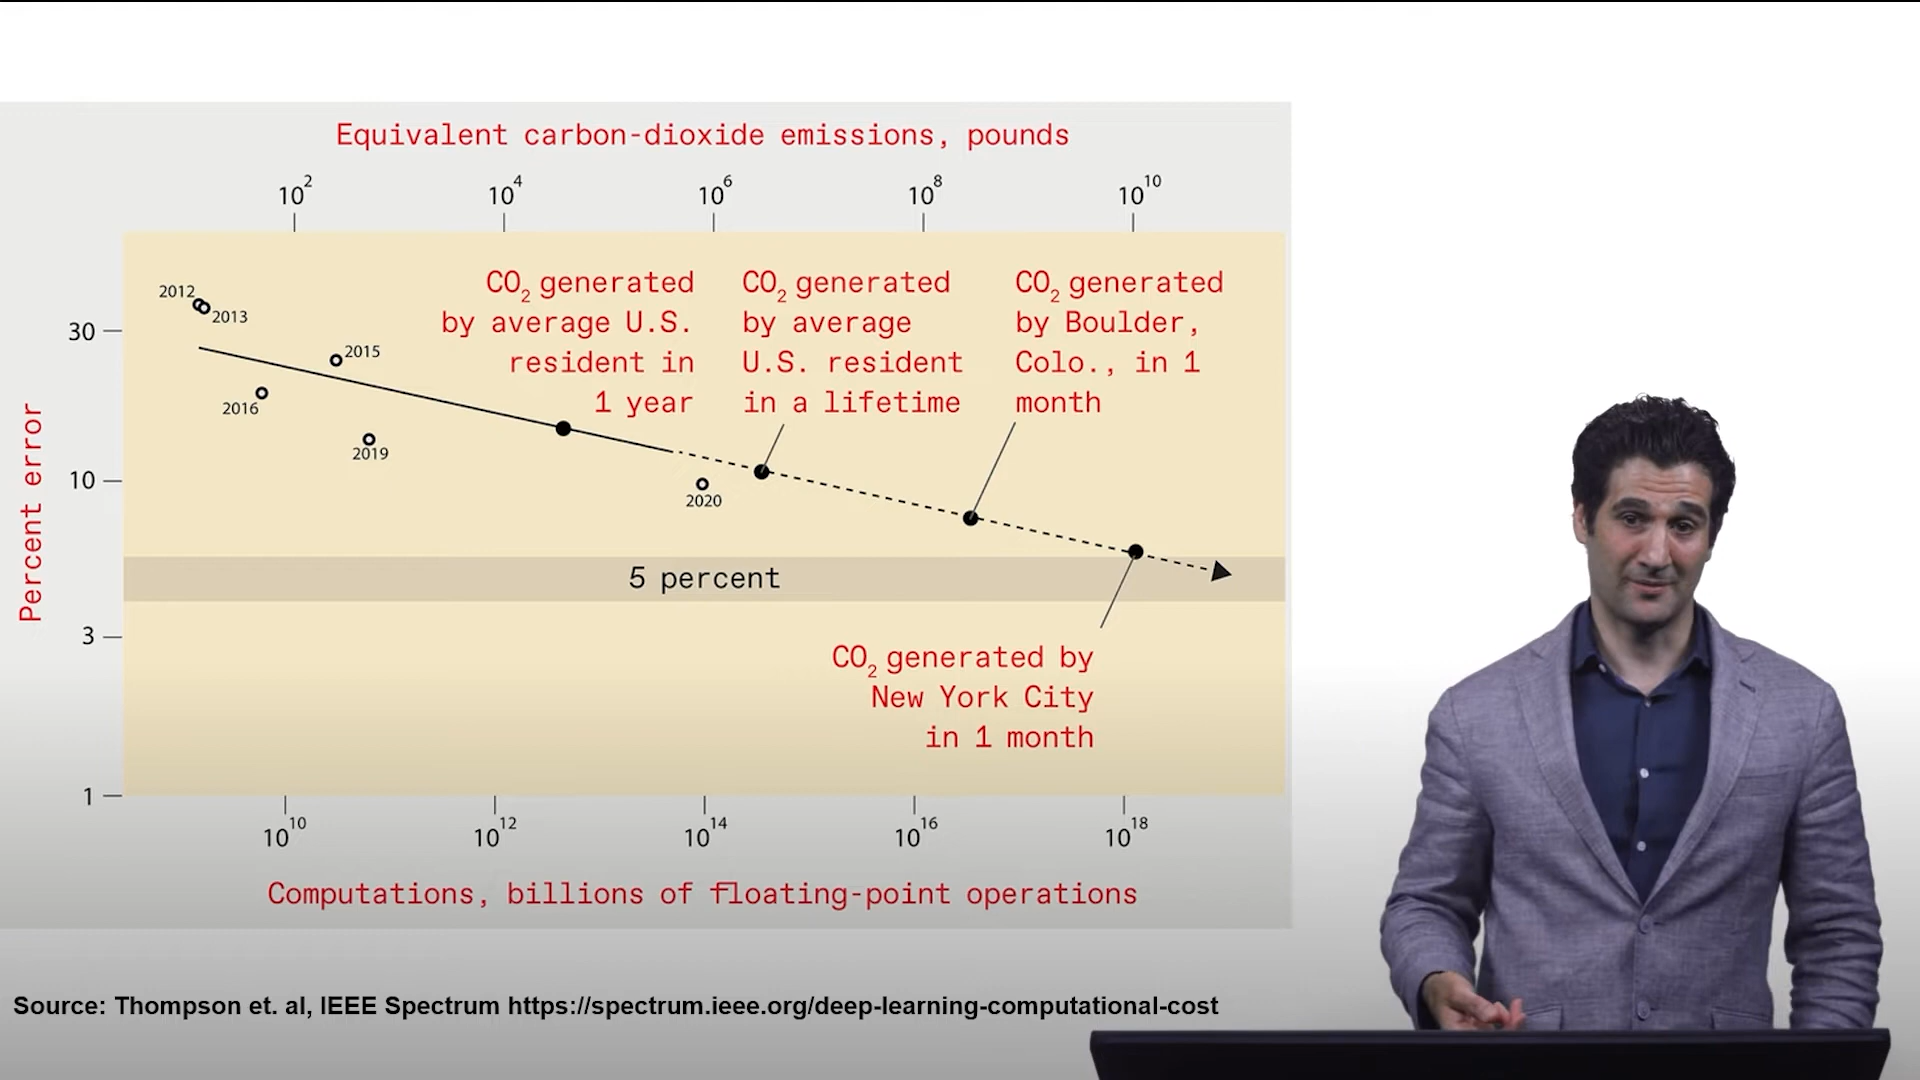 Equivalent carbon-dioxide emissions, pounds
10² 10⁴ 10⁶ 10⁸ 10¹⁰
CO₂ generated
by average U.S.
resident in
1 year
CO₂ generated
by average
U.S. resident
in a lifetime
CO₂ generated
by Boulder,
Colo., in 1
month
2012
2013
2015
2016
2019
2020
Percent error
30
10
3
1
5 percent
CO₂ generated by
New York City
in 1 month
10¹⁰ 10¹² 10¹⁴ 10¹⁶ 10¹⁸
Computations, billions of floating-point operations
Source: Thompson et. al, IEEE Spectrum https://spectrum.ieee.org/deep-learning-computational-cost